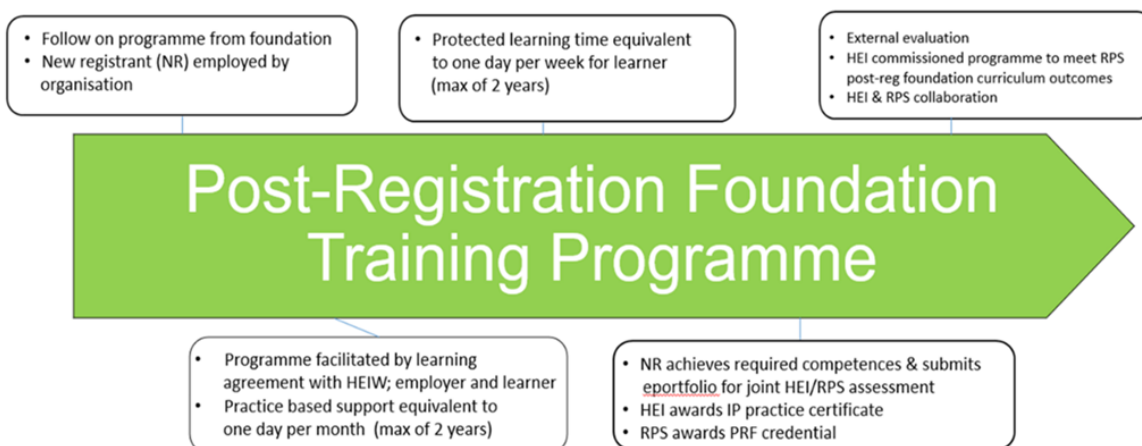 • Follow on programme from foundation
• New registrant (NR) employed by
organisation
• Protected learning time equivalent
to one day per week for learner
(max of 2 years)
• External evaluation
• HEI commissioned programme to meet RPS
post-reg foundation curriculum outcomes
• HEI & RPS collaboration
Post-Registration Foundation
Training Programme
• Programme facilitated by learning
agreement with HEIW; employer and learner
• Practice based support equivalent to
one day per month (max of 2 years)
• NR achieves required competences & submits
eportfolio for joint HEI/RPS assessment
• HEI awards IP practice certificate
• RPS awards PRF credential